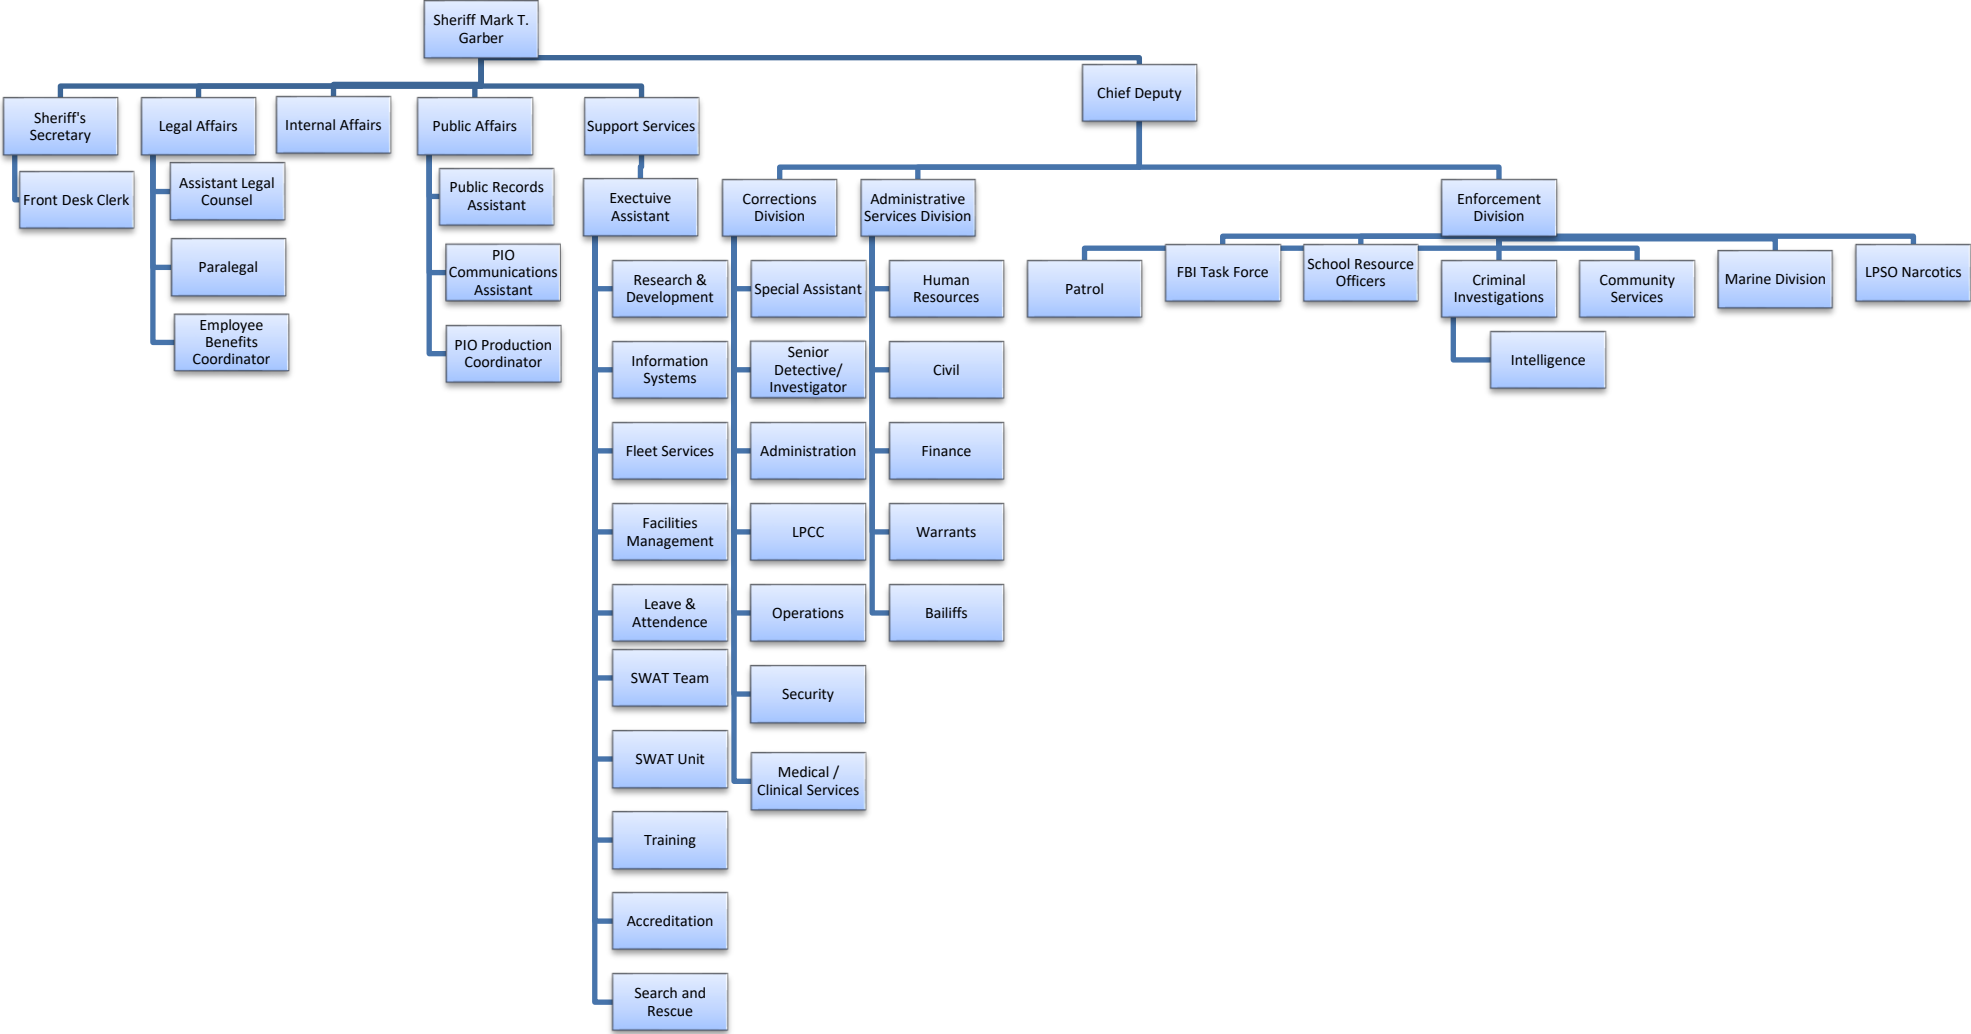 Sheriff Mark T.
Garber
Chief Deputy
Sheriff's
Secretary
Legal Affairs
Internal Affairs
Public Affairs
Support Services
Front Desk Clerk
Assistant Legal
Counsel
Paralegal
Employee
Benefits
Coordinator
Public Records
Assistant
PIO
Communications
Assistant
PIO Production
Coordinator
Exectuive
Assistant
Research &
Development
Information
Systems
Fleet Services
Facilities
Management
Leave &
Attendence
SWAT Team
SWAT Unit
Training
Accreditation
Search and
Rescue
Corrections
Division
Special Assistant
Senior
Detective/
Investigator
Administration
LPCC
Operations
Security
Medical /
Clinical Services
Administrative
Services Division
Human
Resources
Civil
Finance
Warrants
Bailiffs
Enforcement
Division
Patrol
FBI Task Force
School Resource
Officers
Criminal
Investigations
Intelligence
Community
Services
Marine Division
LPSO Narcotics